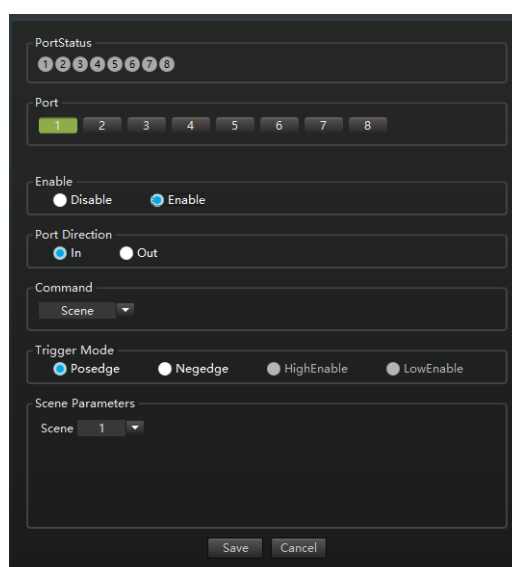 PortStatus
1 2 3 4 5 6 7 8
Port
1 2 3 4 5 6 7 8
Enable
Disable Enable
Port Direction
In Out
Command
Scene
Trigger Mode
Posedge Negedge HighEnable LowEnable
Scene Parameters
Scene 1
Save Cancel